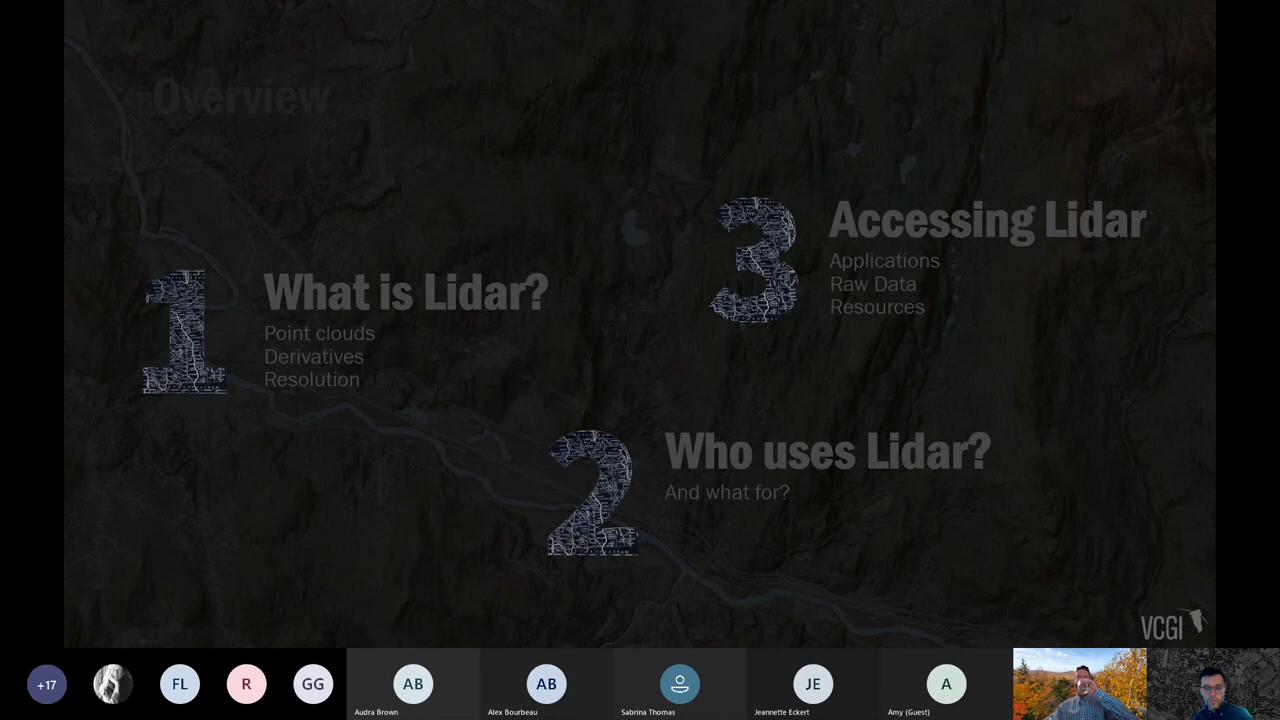 Overview
1
What is Lidar?
Point clouds
Derivatives
Resolution
2
Who uses Lidar?
And what for?
3
Accessing Lidar
Applications
Raw Data
Resources
VCGI
+17
FL
R
GG
AB
Audra Brown
AB
Alex Bourbeau
Sabrina Thomas
JE
Jeannette Eckert
A
Amy (Guest)